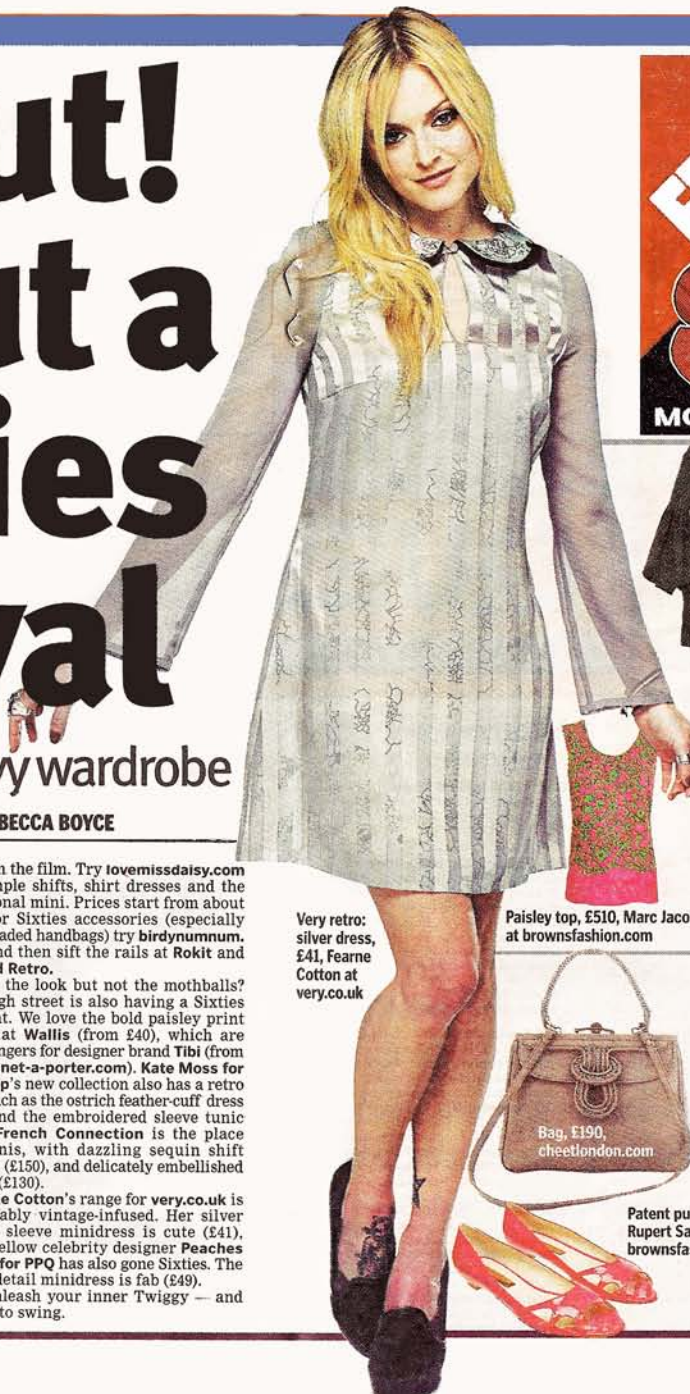 ut!
ut a
ies
val
vy wardrobe
BECCA BOYCE
n the film. Try lovemissdaisy.com
nple shifts, shirt dresses and the
onal mini. Prices start from about
or Sixties accessories (especially
aded handbags) try birdynumnum.
nd then sift the rails at Rokit and
d Retro.
the look but not the mothballs?
gh street is also having a Sixties
nt. We love the bold paisley print
at Wallis (from £40), which are
ngers for designer brand Tibi (from
net-a-porter.com). Kate Moss for
p's new collection also has a retro
ch as the ostrich feather-cuff dress
nd the embroidered sleeve tunic
French Connection is the place
nis, with dazzling sequin shift
(£150), and delicately embellished
(£130).
e Cotton's range for very.co.uk is
ably vintage-infused. Her silver
sleeve minidress is cute (£41),
ellow celebrity designer Peaches
for PPQ has also gone Sixties. The
detail minidress is fab (£49).
nleash your inner Twiggy — and
to swing.
Very retro:
silver dress,
£41, Fearne
Cotton at
very.co.uk
MO
Paisley top, £510, Marc Jaco
at brownsfashion.com
Bag, £190,
cheetlondon.com
Patent pu
Rupert Sa
brownsfa